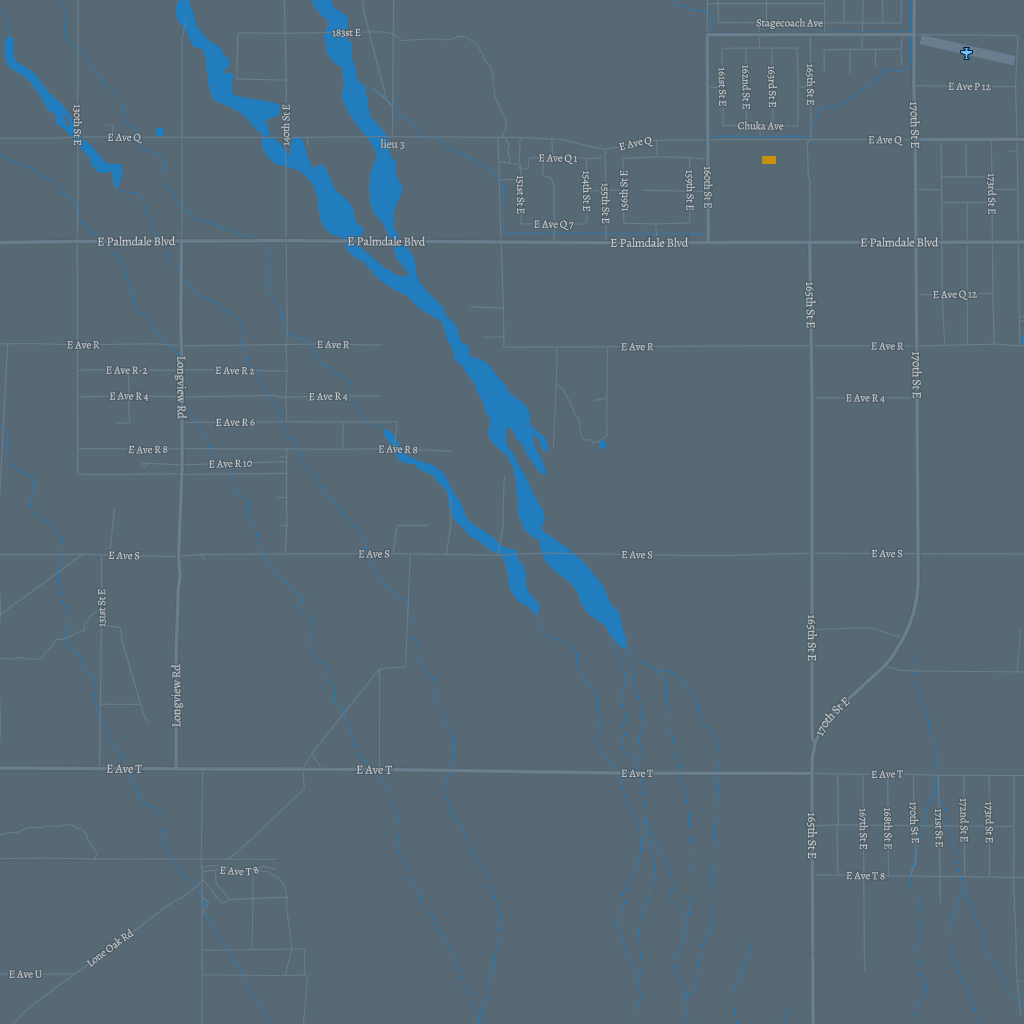 Stagecoach Ave
183st E
161st St E
162nd St E
163rd St E
165th St E
E Ave P 12
130th St E
140th St E
170th St E
Chuka Ave
E Ave Q
E Ave Q
E Ave Q
lieu 3
E Ave Q 1
151st St E
154th St E
155th St E
156th St E
159th St E
160th St E
173rd St E
E Ave Q 7
E Palmdale Blvd
E Palmdale Blvd
E Palmdale Blvd
E Palmdale Blvd
165th St E
E Ave Q 12
E Ave R
E Ave R
E Ave R
E Ave R
E Ave R-2
E Ave R 2
Longview Rd
170th St E
E Ave R 4
E Ave R 4
E Ave R 4
E Ave R 6
E Ave R 8
E Ave R 8
E Ave R 10
E Ave S
E Ave S
E Ave S
E Ave S
131st St E
165th St E
Longview Rd
170th St E
E Ave T
E Ave T
E Ave T
E Ave T
165th St E
167th St E
168th St E
170th St E
171st St E
172nd St E
173rd St E
E Ave T 8
E Ave T 8
Lone Oak Rd
E Ave U